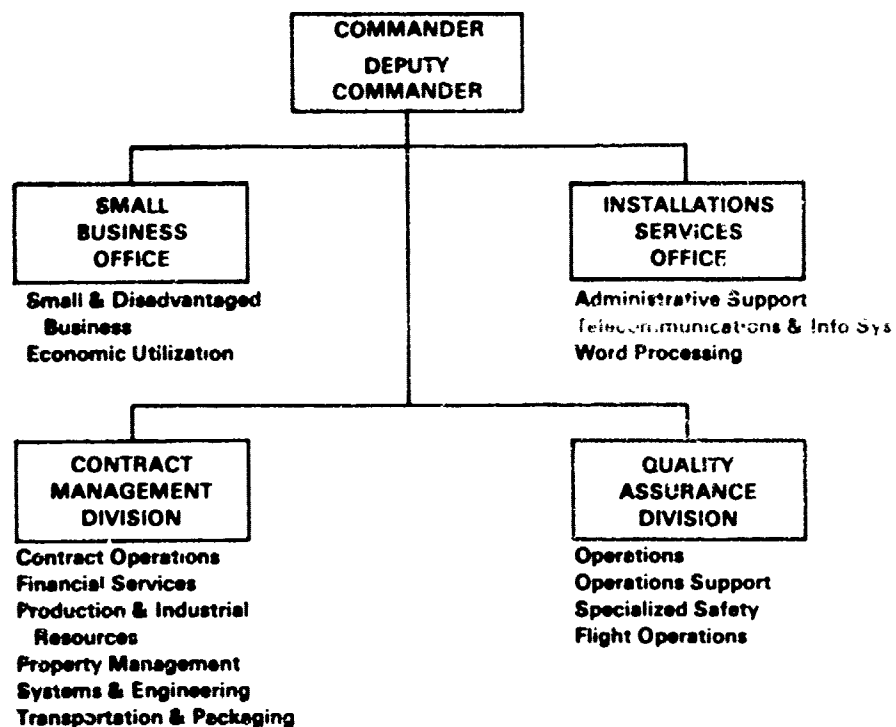 COMMANDER
DEPUTY
COMMANDER
SMALL
BUSINESS
OFFICE
Small & Disadvantaged
Business
Economic Utilization
INSTALLATIONS
SERVICES
OFFICE
Administrative Support
Telecommunications & Info Sys
Word Processing
CONTRACT
MANAGEMENT
DIVISION
Contract Operations
Financial Services
Production & Industrial
Resources
Property Management
Systems & Engineering
Transportation & Packaging
QUALITY
ASSURANCE
DIVISION
Operations
Operations Support
Specialized Safety
Flight Operations